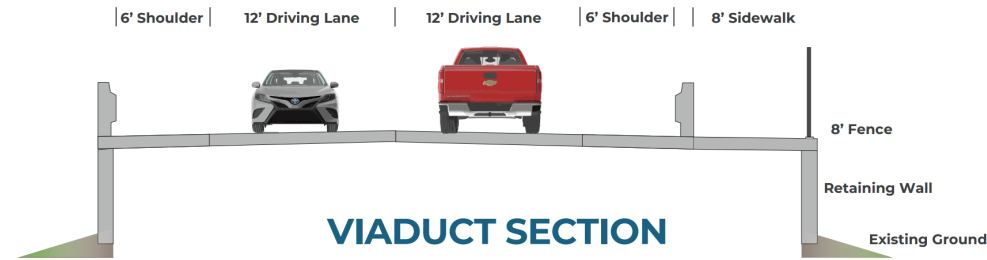 6’ Shoulder
12’ Driving Lane
12’ Driving Lane
6’ Shoulder
8’ Sidewalk
8’ Fence
Retaining Wall
VIADUCT SECTION
Existing Ground